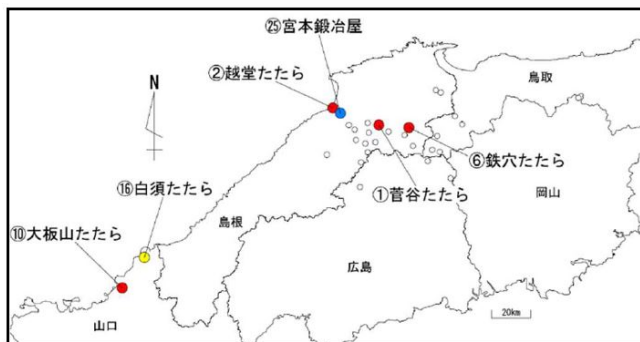 ㉕宮本鍛冶屋
②越堂たたら
N
鳥取
⑥鉄穴たたら
①菅谷たたら
岡山
⑯白須たたら
島根
⑩大板山たたら
広島
20km
山口